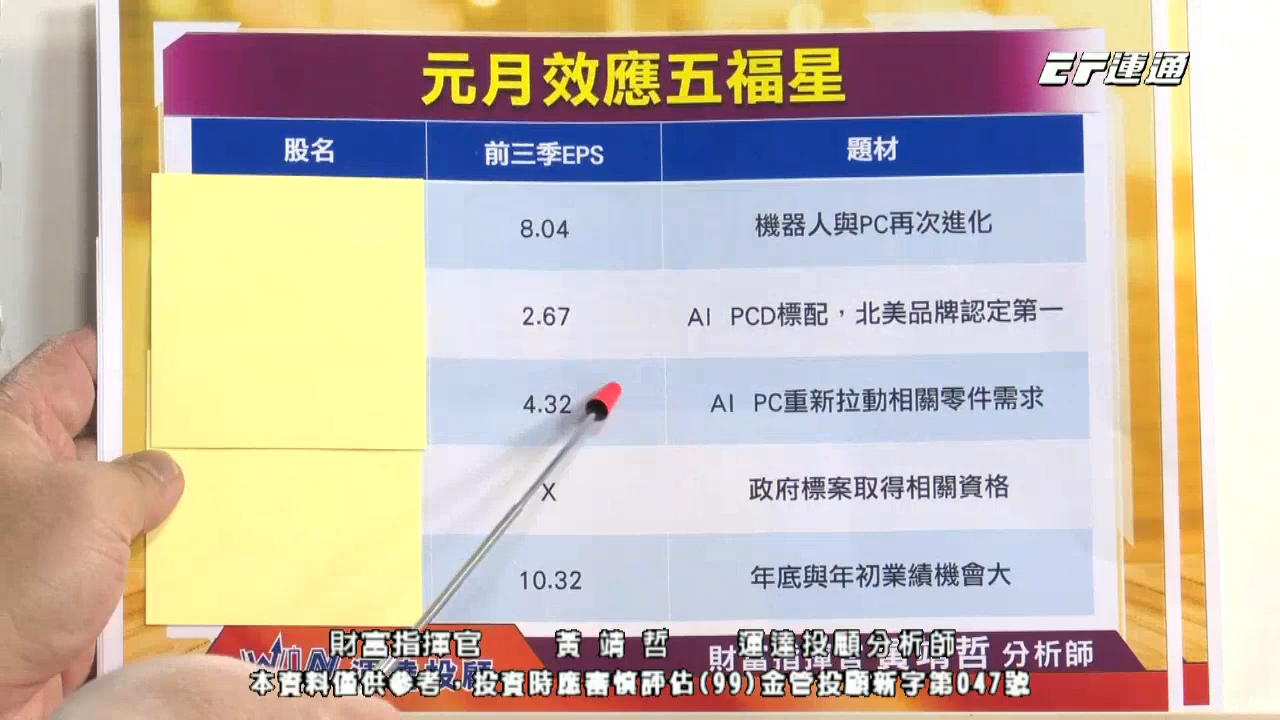 元月效應五福星
EF運通
股名 前三季EPS 題材
8.04 機器人與PC再次進化
2.67 AI PCD標配，北美品牌認定第一
4.32 AI PC重新拉動相關零件需求
X 政府標案取得相關資格
10.32 年底與年初業績機會大
WIN 運達投顧 財富指揮官 黃靖哲 分析師
財富指揮官 黃靖哲 運達投顧分析師
本資料僅供參考，投資時應審慎評估(99)金管投顧新字第047號